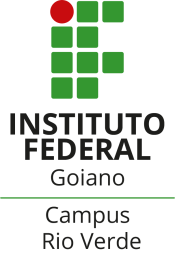 INSTITUTO
FEDERAL
Goiano
Campus
Rio Verde